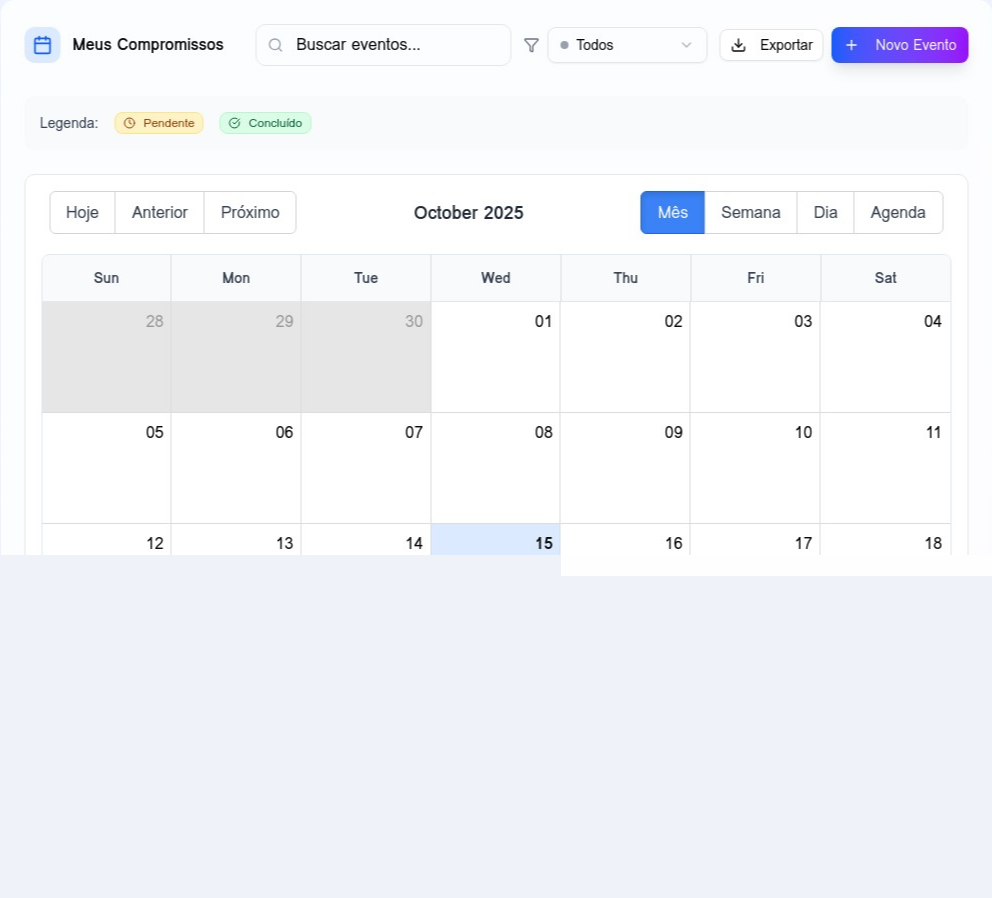 Meus Compromissos Buscar eventos... Todos Exportar Novo Evento
Legenda: Pendente Concluído
Hoje Anterior Próximo October 2025 Mês Semana Dia Agenda
Sun Mon Tue Wed Thu Fri Sat
28 29 30 01 02 03 04
05 06 07 08 09 10 11
12 13 14 15 16 17 18